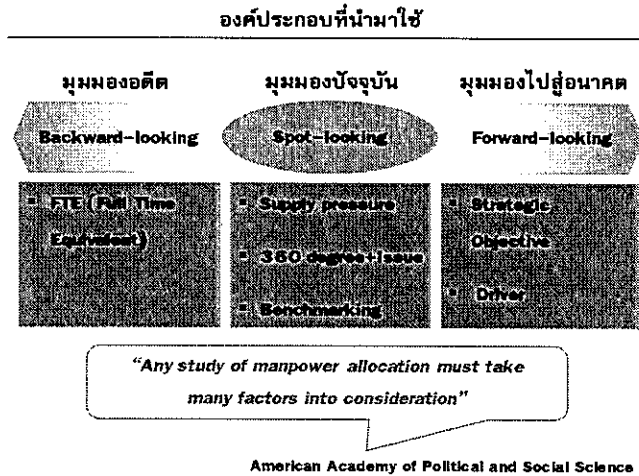 องค์ประกอบที่นำมาใช้
มุมมองอดีต
Backward-looking
FTE (Full Time
Equivalent)
มุมมองปัจจุบัน
Spot-looking
Supply pressure
360 degree+Issue
Benchmarking
มุมมองไปสู่อนาคต
Forward-looking
Strategic
Objective
Driver
“Any study of manpower allocation must take
many factors into consideration”
American Academy of Political and Social Science